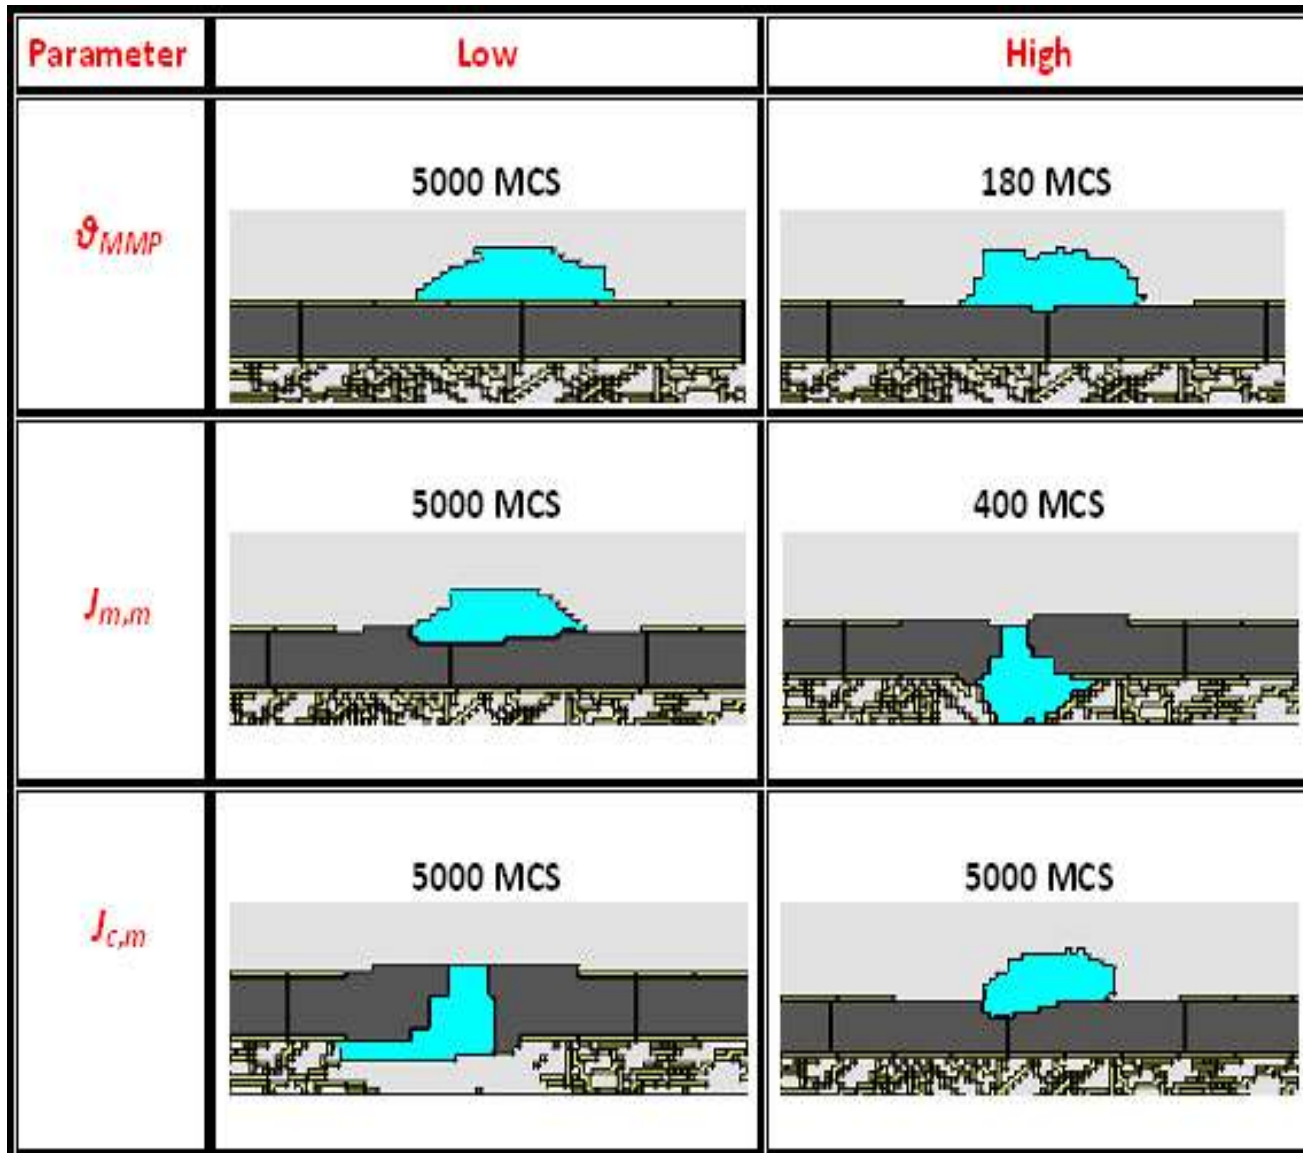 Parameter Low High
5000 MCS 180 MCS
ϑMMP
5000 MCS 400 MCS
Jm,m
5000 MCS 5000 MCS
Jc,m